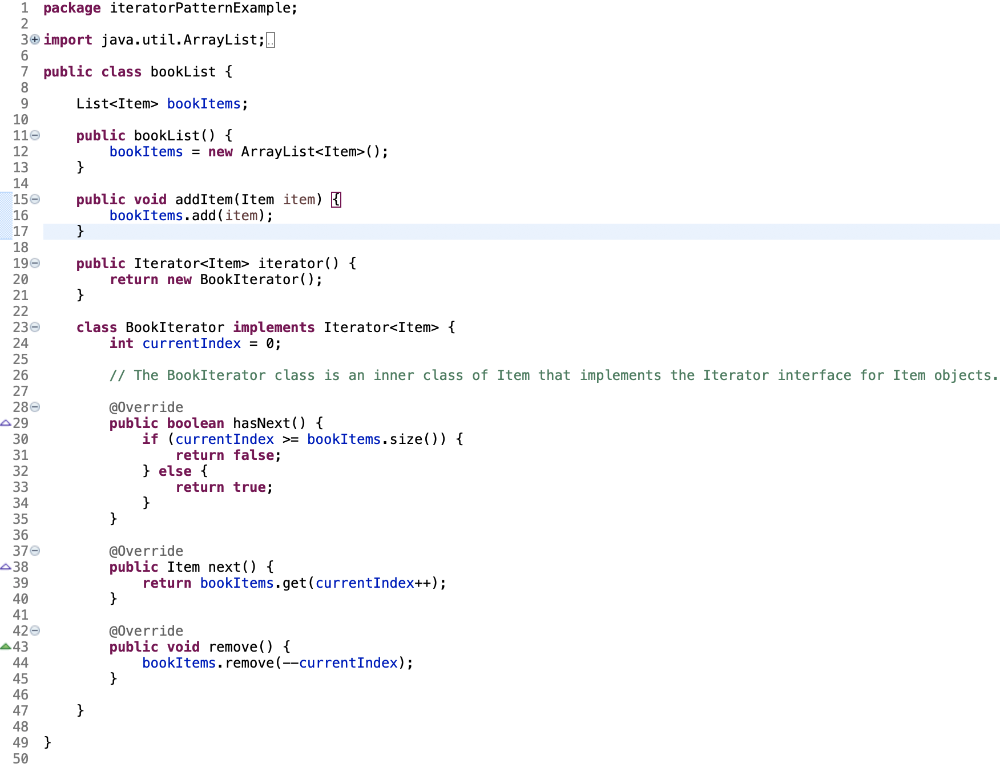 1 package iteratorPatternExample;
2
3 import java.util.ArrayList;..
6
7 public class bookList {
8
9     List<Item> bookItems;
10
11     public bookList() {
12         bookItems = new ArrayList<Item>();
13     }
14
15     public void addItem(Item item) {
16         bookItems.add(item);
17     }
18
19     public Iterator<Item> iterator() {
20         return new BookIterator();
21     }
22
23     class BookIterator implements Iterator<Item> {
24         int currentIndex = 0;
25
26         // The BookIterator class is an inner class of Item that implements the Iterator interface for Item objects.
27
28         @Override
29         public boolean hasNext() {
30             if (currentIndex >= bookItems.size()) {
31                 return false;
32             } else {
33                 return true;
34             }
35         }
36
37         @Override
38         public Item next() {
39             return bookItems.get(currentIndex++);
40         }
41
42         @Override
43         public void remove() {
44             bookItems.remove(--currentIndex);
45         }
46
47     }
48
49 }
50